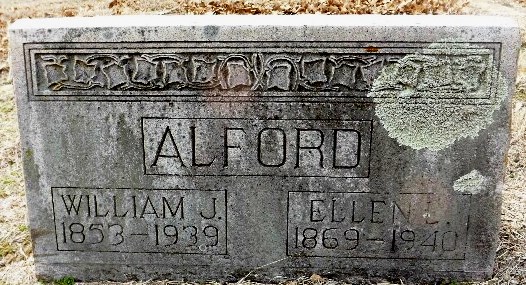 ALFORD
WILLIAM J.
1853-1939
ELLEN L.
1869-1940